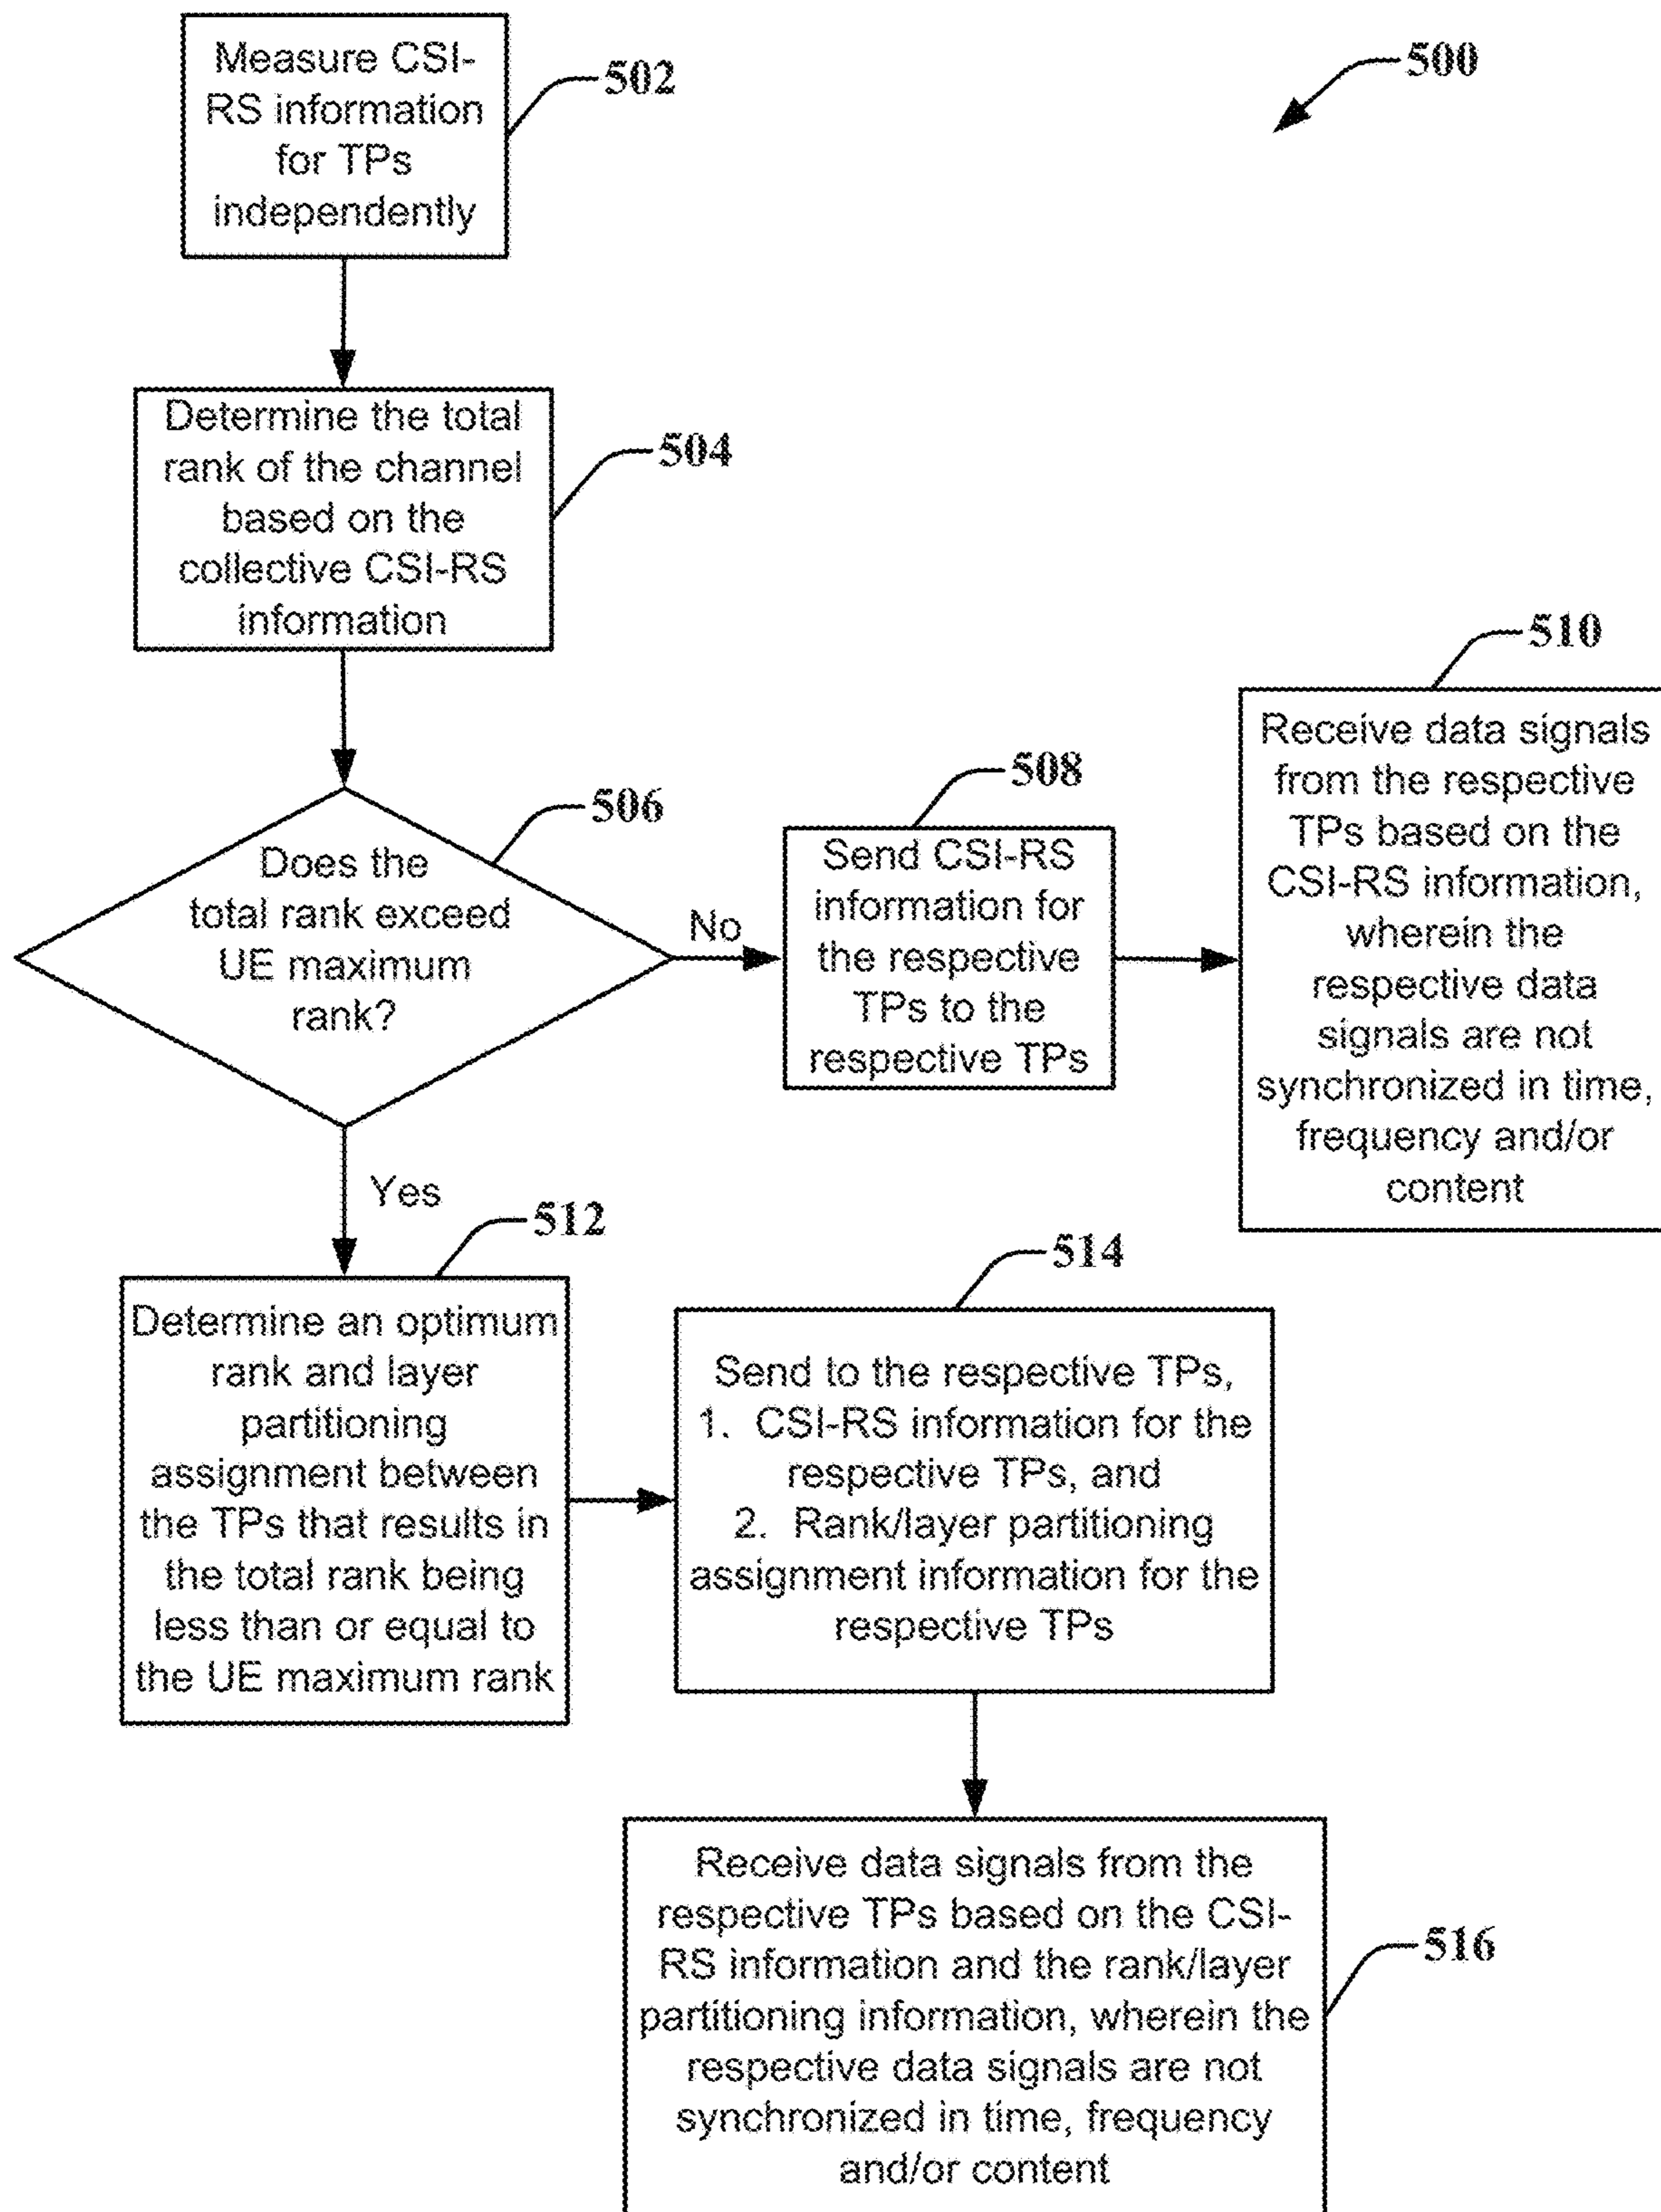 Measure CSI-
RS information
for TPs
independently
502
500
Determine the total
rank of the channel
based on the
collective CSI-RS
information
504
Does the
total rank exceed
UE maximum
rank?
506
No
Send CSI-RS
information for
the respective
TPs to the
respective TPs
508
Receive data signals
from the respective
TPs based on the
CSI-RS information,
wherein the
respective data
signals are not
synchronized in time,
frequency and/or
content
510
Yes
Determine an optimum
rank and layer
partitioning
assignment between
the TPs that results in
the total rank being
less than or equal to
the UE maximum rank
512
Send to the respective TPs,
1. CSI-RS information for the
respective TPs, and
2. Rank/layer partitioning
assignment information for the
respective TPs
514
Receive data signals from the
respective TPs based on the CSI-
RS information and the rank/layer
partitioning information, wherein the
respective data signals are not
synchronized in time, frequency
and/or content
516